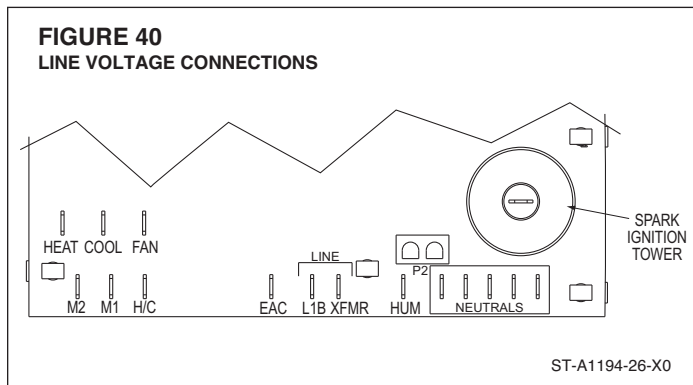 FIGURE 40
LINE VOLTAGE CONNECTIONS
SPARK
IGNITION
TOWER
HEAT COOL FAN
LINE
P2
M2 M1 H/C EAC L1B XFMR HUM NEUTRALS
ST-A1194-26-X0